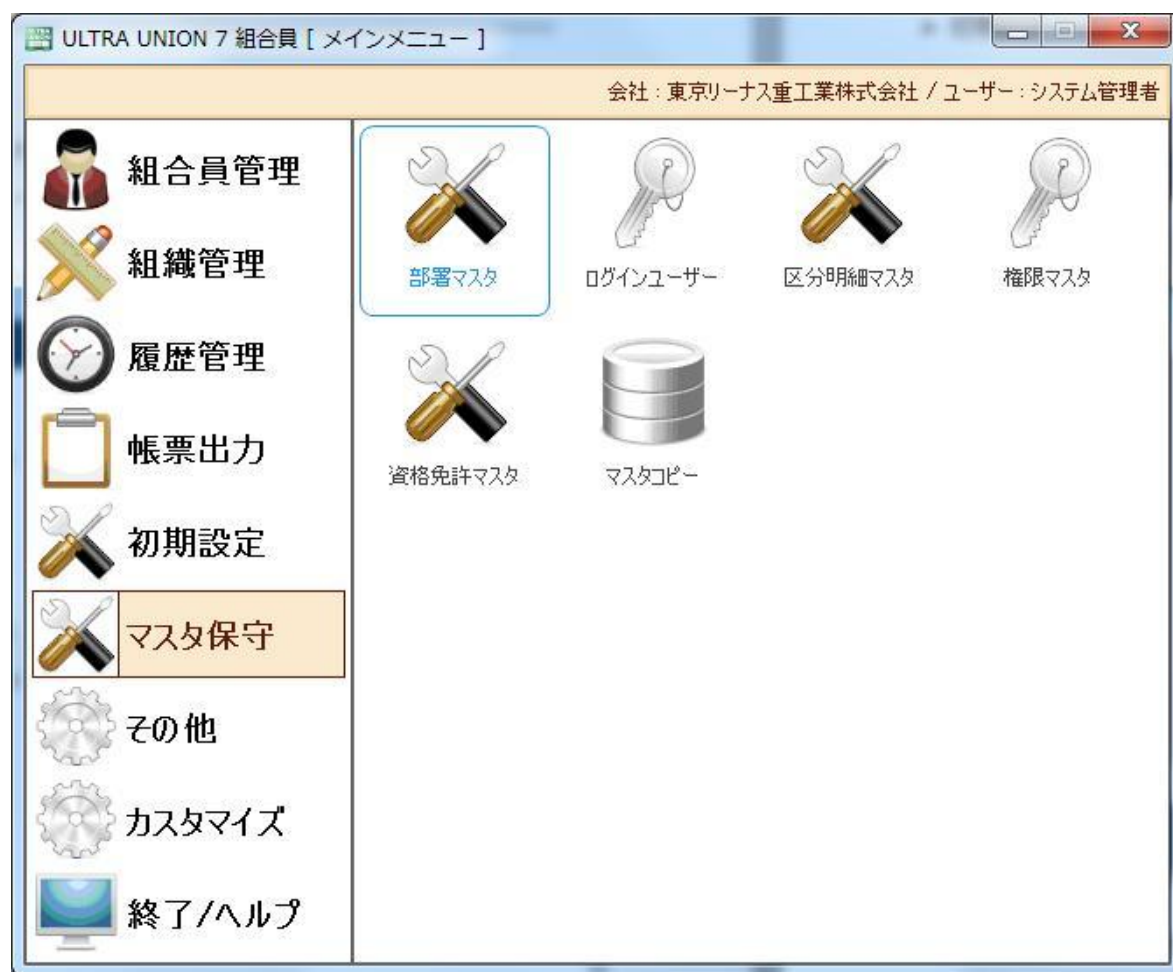 ULTRA UNION 7 組合員 [ メインメニュー ]
会社：東京リーナス重工業株式会社 / ユーザー：システム管理者
組合員管理
組織管理
履歴管理
帳票出力
初期設定
マスタ保守
その他
カスタマイズ
終了/ヘルプ
部署マスタ
ログインユーザー
区分明細マスタ
権限マスタ
資格免許マスタ
マスタコピー